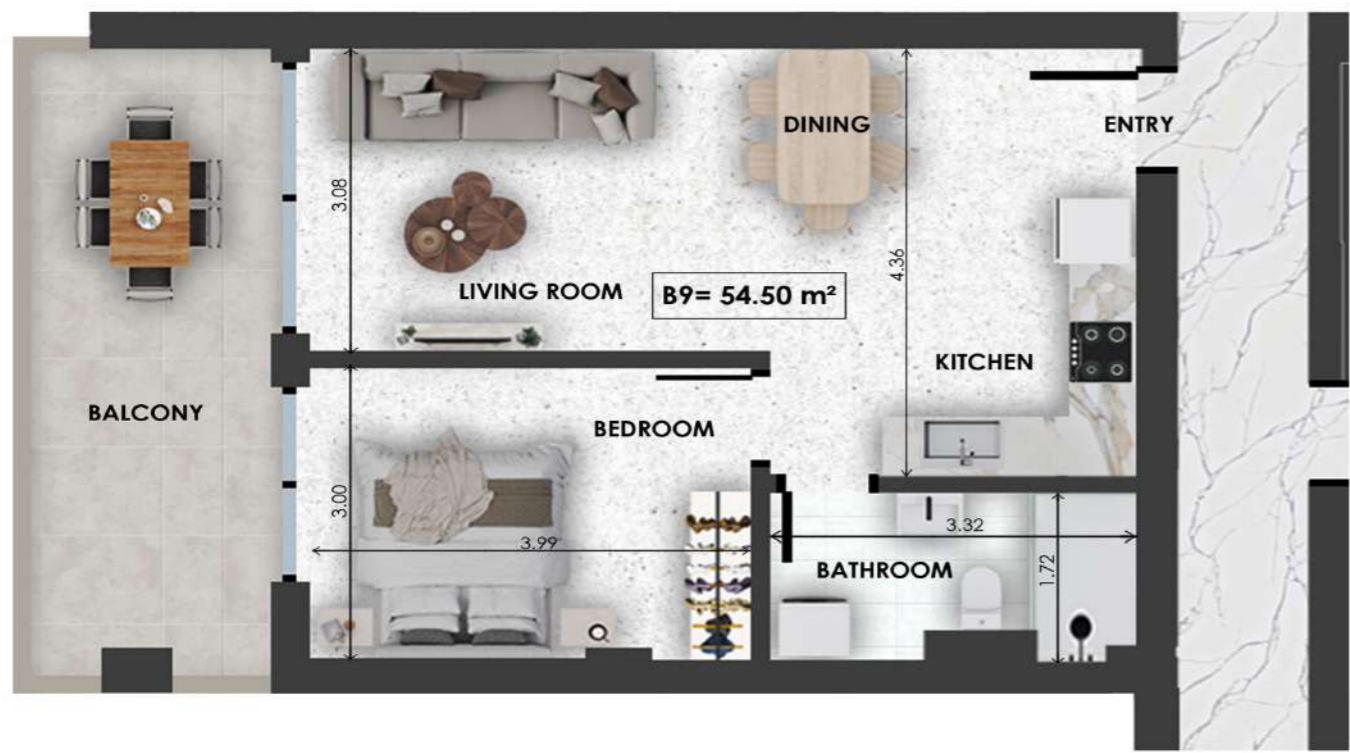 DINING
ENTRY
3.08
4.36
LIVING ROOM
B9= 54.50 m²
KITCHEN
BALCONY
BEDROOM
3.00
3.99
3.32
1.72
BATHROOM